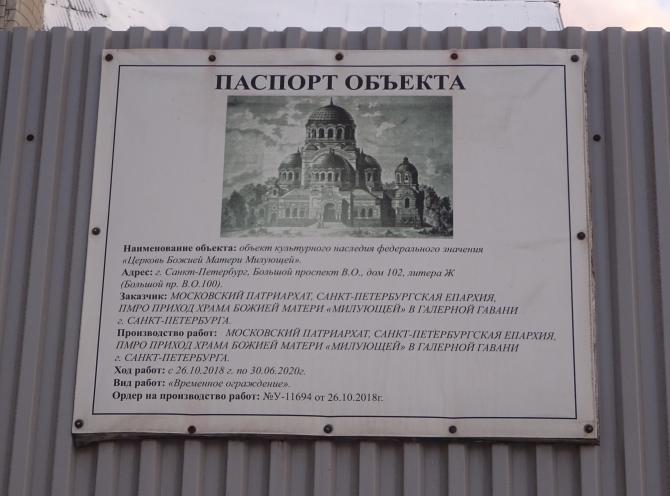 ПАСПОРТ ОБЪЕКТА
Наименование объекта: объект культурного наследия федерального значения
«Церковь Божией Матери Милующей».
Адрес: г. Санкт-Петербург, Большой проспект В.О., дом 102, литера Ж
(Большой пр. В.О.100).
Заказчик: МОСКОВСКИЙ ПАТРИАРХАТ, САНКТ-ПЕТЕРБУРГСКАЯ ЕПАРХИЯ,
ПМРО ПРИХОД ХРАМА БОЖИЕЙ МАТЕРИ «МИЛУЮЩЕЙ» В ГАЛЕРНОЙ ГАВАНИ
г. САНКТ-ПЕТЕРБУРГА.
Производство работ: МОСКОВСКИЙ ПАТРИАРХАТ, САНКТ-ПЕТЕРБУРГСКАЯ ЕПАРХИЯ,
ПМРО ПРИХОД ХРАМА БОЖИЕЙ МАТЕРИ «МИЛУЮЩЕЙ» В ГАЛЕРНОЙ ГАВАНИ
г. САНКТ-ПЕТЕРБУРГА.
Ход работ: с 26.10.2018 г. по 30.06.2020г.
Вид работ: «Временное ограждение».
Ордер на производство работ: №У-11694 от 26.10.2018г.